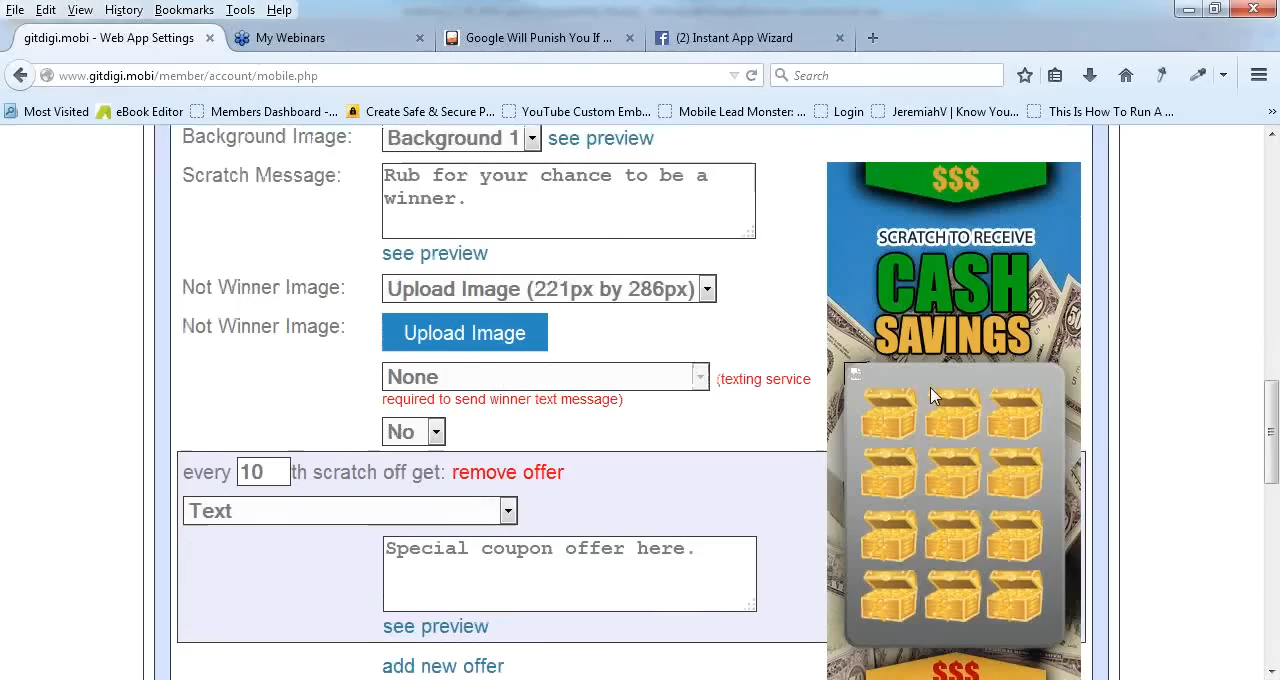 File Edit View History Bookmarks Tools Help
gitdigi.mobi - Web App Settings × My Webinars × Google Will Punish You If ... × (2) Instant App Wizard × +
www.gitdigi.mobi/member/account/mobile.php Search
Most Visited eBook Editor Members Dashboard -... Create Safe & Secure P... YouTube Custom Emb... Mobile Lead Monster: ... Login JeremiahV | Know You... This Is How To Run A ... »
Background Image: Background 1 see preview
Scratch Message: Rub for your chance to be a
winner.
see preview
Not Winner Image: Upload Image (221px by 286px)
Not Winner Image: Upload Image
None (texting service
required to send winner text message)
No
every 10 th scratch off get: remove offer
Text
Special coupon offer here.
see preview
add new offer
$$$
SCRATCH TO RECEIVE
CASH
SAVINGS
$$$